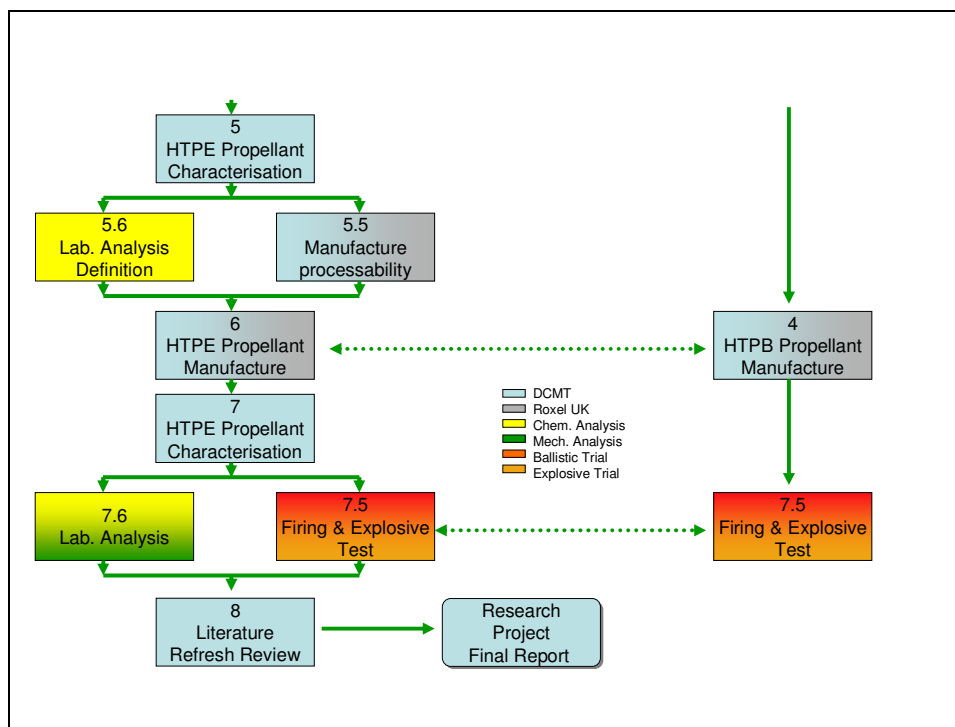 5
HTPE Propellant
Characterisation
5.6
Lab. Analysis
Definition
5.5
Manufacture
processability
6
HTPE Propellant
Manufacture
4
HTPB Propellant
Manufacture
DCMT
Roxel UK
Chem. Analysis
Mech. Analysis
Ballistic Trial
Explosive Trial
7
HTPE Propellant
Characterisation
7.6
Lab. Analysis
7.5
Firing & Explosive
Test
7.5
Firing & Explosive
Test
8
Literature
Refresh Review
Research
Project
Final Report